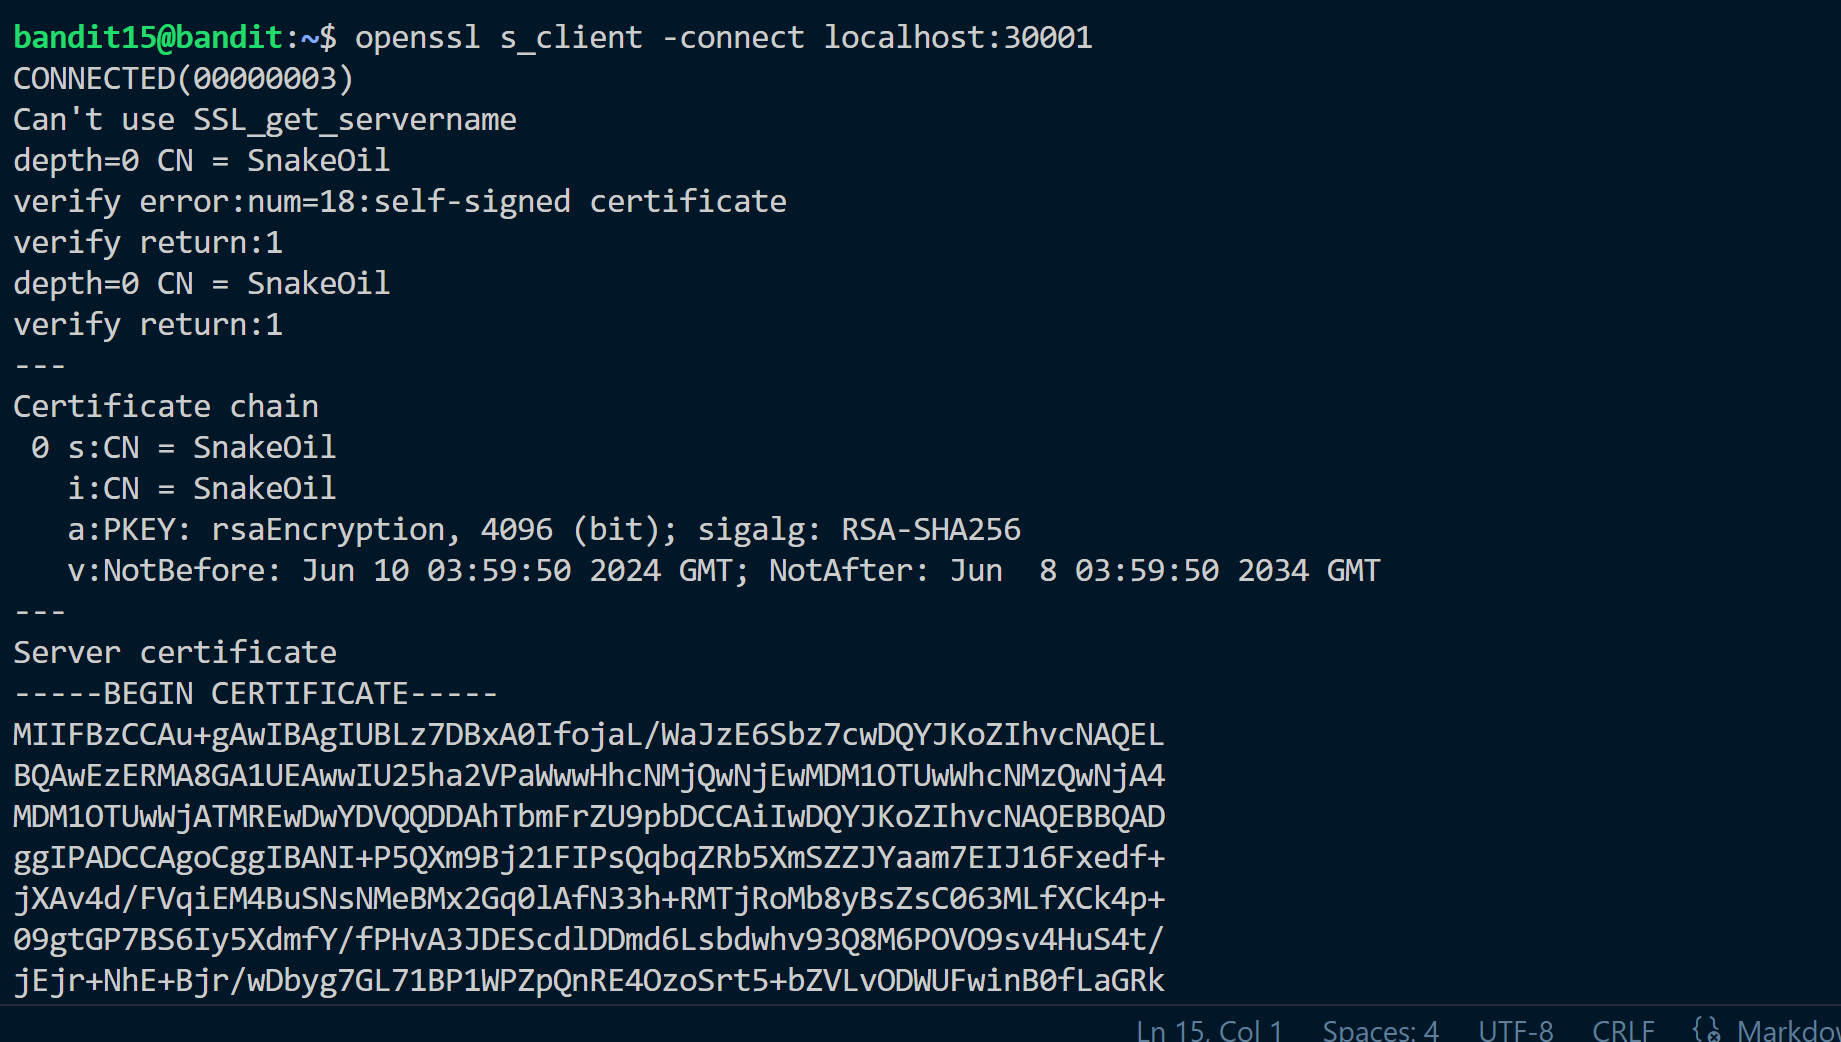 bandit15@bandit:~$ openssl s_client -connect localhost:30001
CONNECTED(00000003)
Can't use SSL_get_servername
depth=0 CN = SnakeOil
verify error:num=18:self-signed certificate
verify return:1
depth=0 CN = SnakeOil
verify return:1
---
Certificate chain
 0 s:CN = SnakeOil
   i:CN = SnakeOil
   a:PKEY: rsaEncryption, 4096 (bit); sigalg: RSA-SHA256
   v:NotBefore: Jun 10 03:59:50 2024 GMT; NotAfter: Jun  8 03:59:50 2034 GMT
---
Server certificate
-----BEGIN CERTIFICATE-----
MIIFBzCCAu+gAwIBAgIUBLz7DBxA0IfojaL/WaJzE6Sbz7cwDQYJKoZIhvcNAQEL
BQAwEzERMA8GA1UEAwwIU25ha2VPaWwwHhcNMjQwNjEwMDM1OTUwWhcNMzQwNjA4
MDM1OTUwWjATMREwDwYDVQQDDAhTbmFrZU9pbDCCAiIwDQYJKoZIhvcNAQEBBQAD
ggIPADCCAgoCggIBANI+P5QXm9Bj21FIPsQqbqZRb5XmSZZJYaam7EIJ16Fxedf+
jXAv4d/FVqiEM4BuSNsNMeBMx2Gq0lAfN33h+RMTjRoMb8yBsZsC063MLfXCk4p+
09gtGP7BS6Iy5XdmfY/fPHvA3JDEScdlDDmd6Lsbdwhv93Q8M6POVO9sv4HuS4t/
jEjr+NhE+Bjr/wDbyg7GL71BP1WPZpQnRE4OzoSrt5+bZVLvODWUFwinB0fLaGRk
Ln 15, Col 1 Spaces: 4 UTF-8 CRLF Markdow